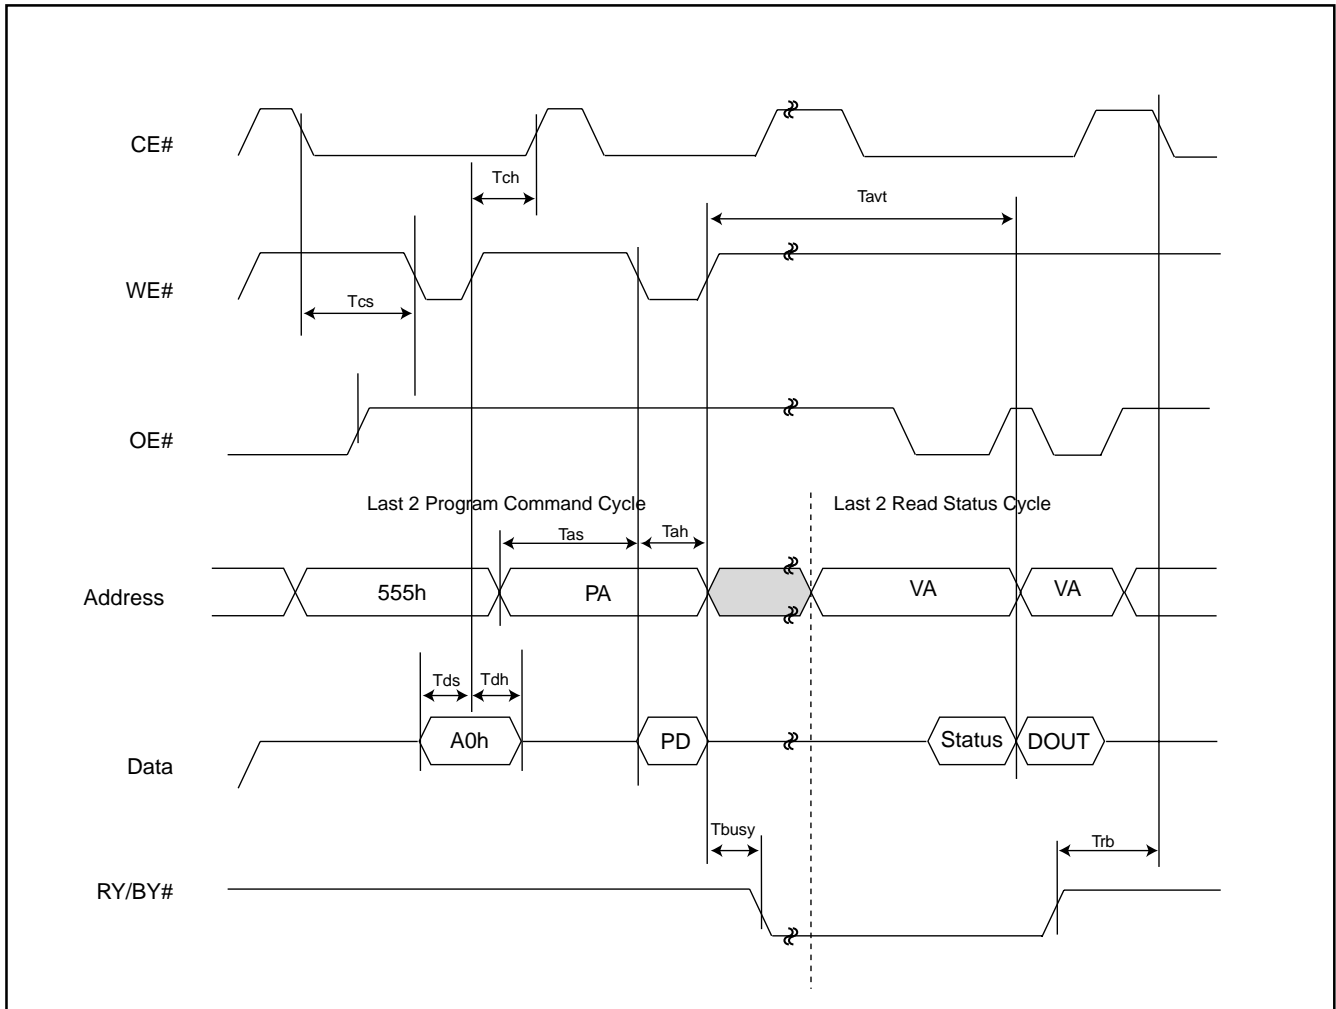 CE#
Tch
Tavt
WE#
Tcs
OE#
Last 2 Program Command Cycle
Last 2 Read Status Cycle
Tas
Tah
Address
555h
PA
VA
VA
Tds
Tdh
Data
A0h
PD
Status
DOUT
Tbusy
Trb
RY/BY#